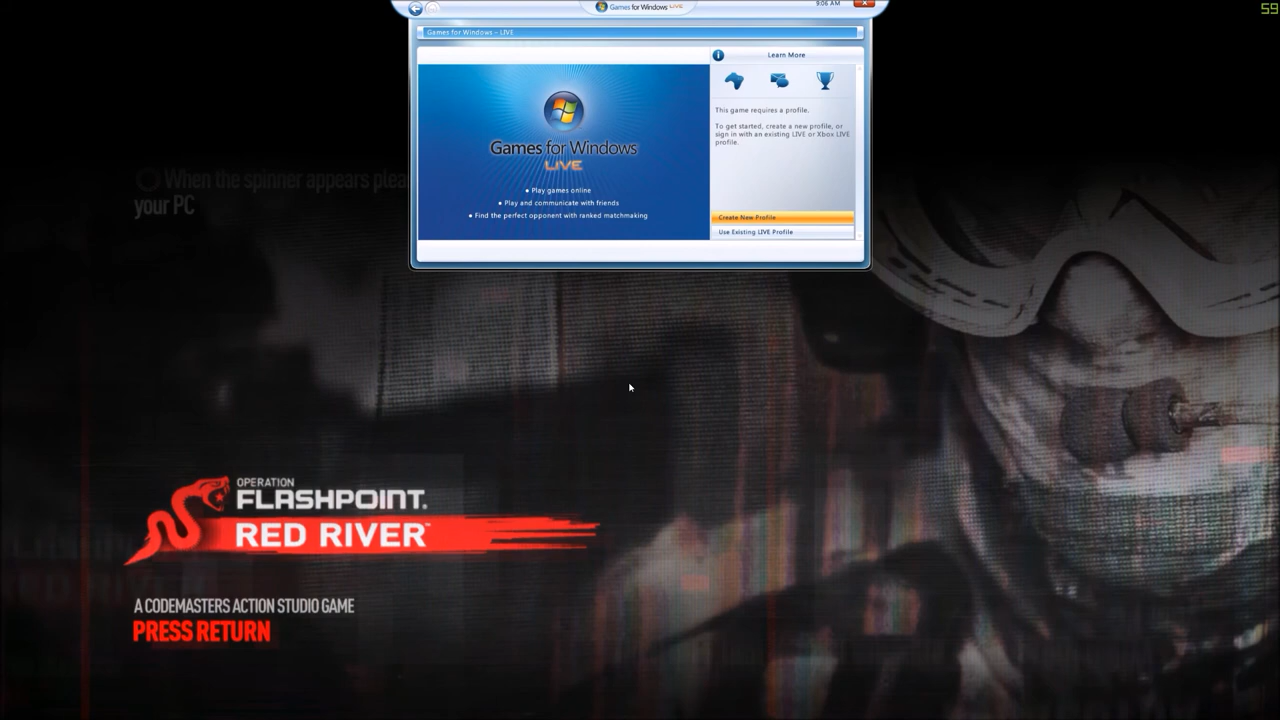 Games for Windows LIVE
9:06 AM
59
Games for Windows – LIVE
Learn More
Games for Windows
LIVE
• Play games online
• Play and communicate with friends
• Find the perfect opponent with ranked matchmaking
This game requires a profile.
To get started, create a new profile, or
sign in with an existing LIVE or Xbox LIVE
profile.
Create New Profile
Use Existing LIVE Profile
When the spinner appears plea
your PC
OPERATION
FLASHPOINT®
RED RIVER™
A CODEMASTERS ACTION STUDIO GAME
PRESS RETURN